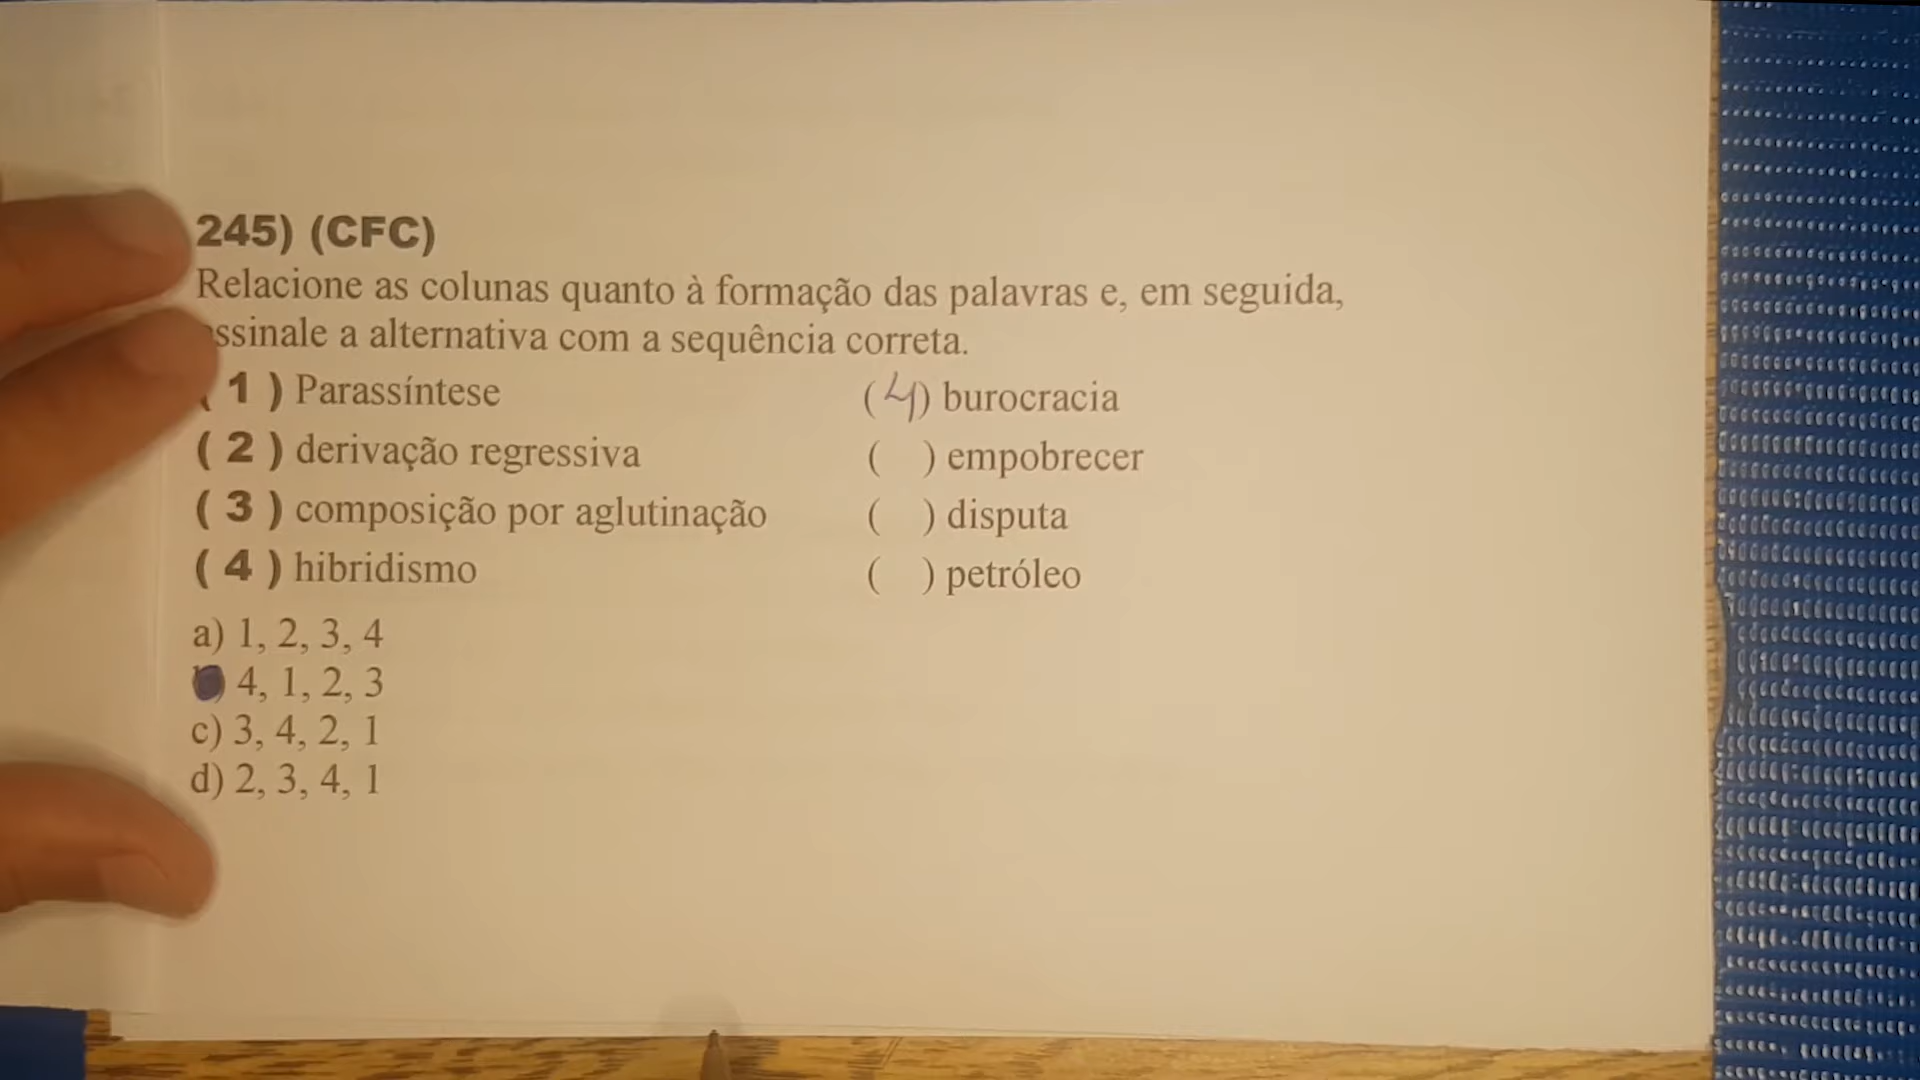 245) (CFC)
Relacione as colunas quanto à formação das palavras e, em seguida,
ssinale a alternativa com a sequência correta.
( 1 ) Parassíntese (4) burocracia
( 2 ) derivação regressiva ( ) empobrecer
( 3 ) composição por aglutinação ( ) disputa
( 4 ) hibridismo ( ) petróleo
a) 1, 2, 3, 4
) 4, 1, 2, 3
c) 3, 4, 2, 1
d) 2, 3, 4, 1